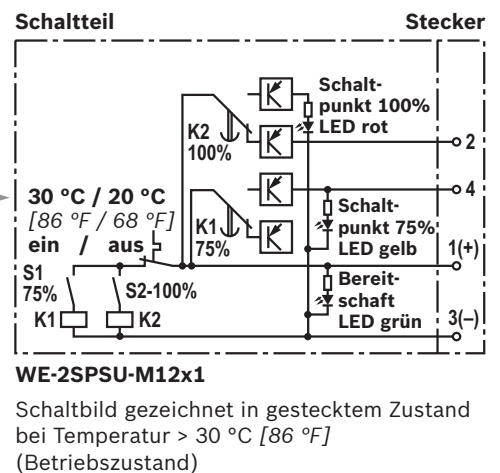 Schaltteil
Stecker
Schalt-
punkt 100%
LED rot
K2
100%
2
4
30 °C / 20 °C
[86 °F / 68 °F]
ein / aus
K1
75%
Schalt-
punkt 75%
LED gelb
1(+)
S1
75%
S2-100%
Bereit-
schaft
LED grün
K1
K2
3(–)
WE-2SPSU-M12x1
Schaltbild gezeichnet in gestecktem Zustand
bei Temperatur > 30 °C [86 °F]
(Betriebszustand)